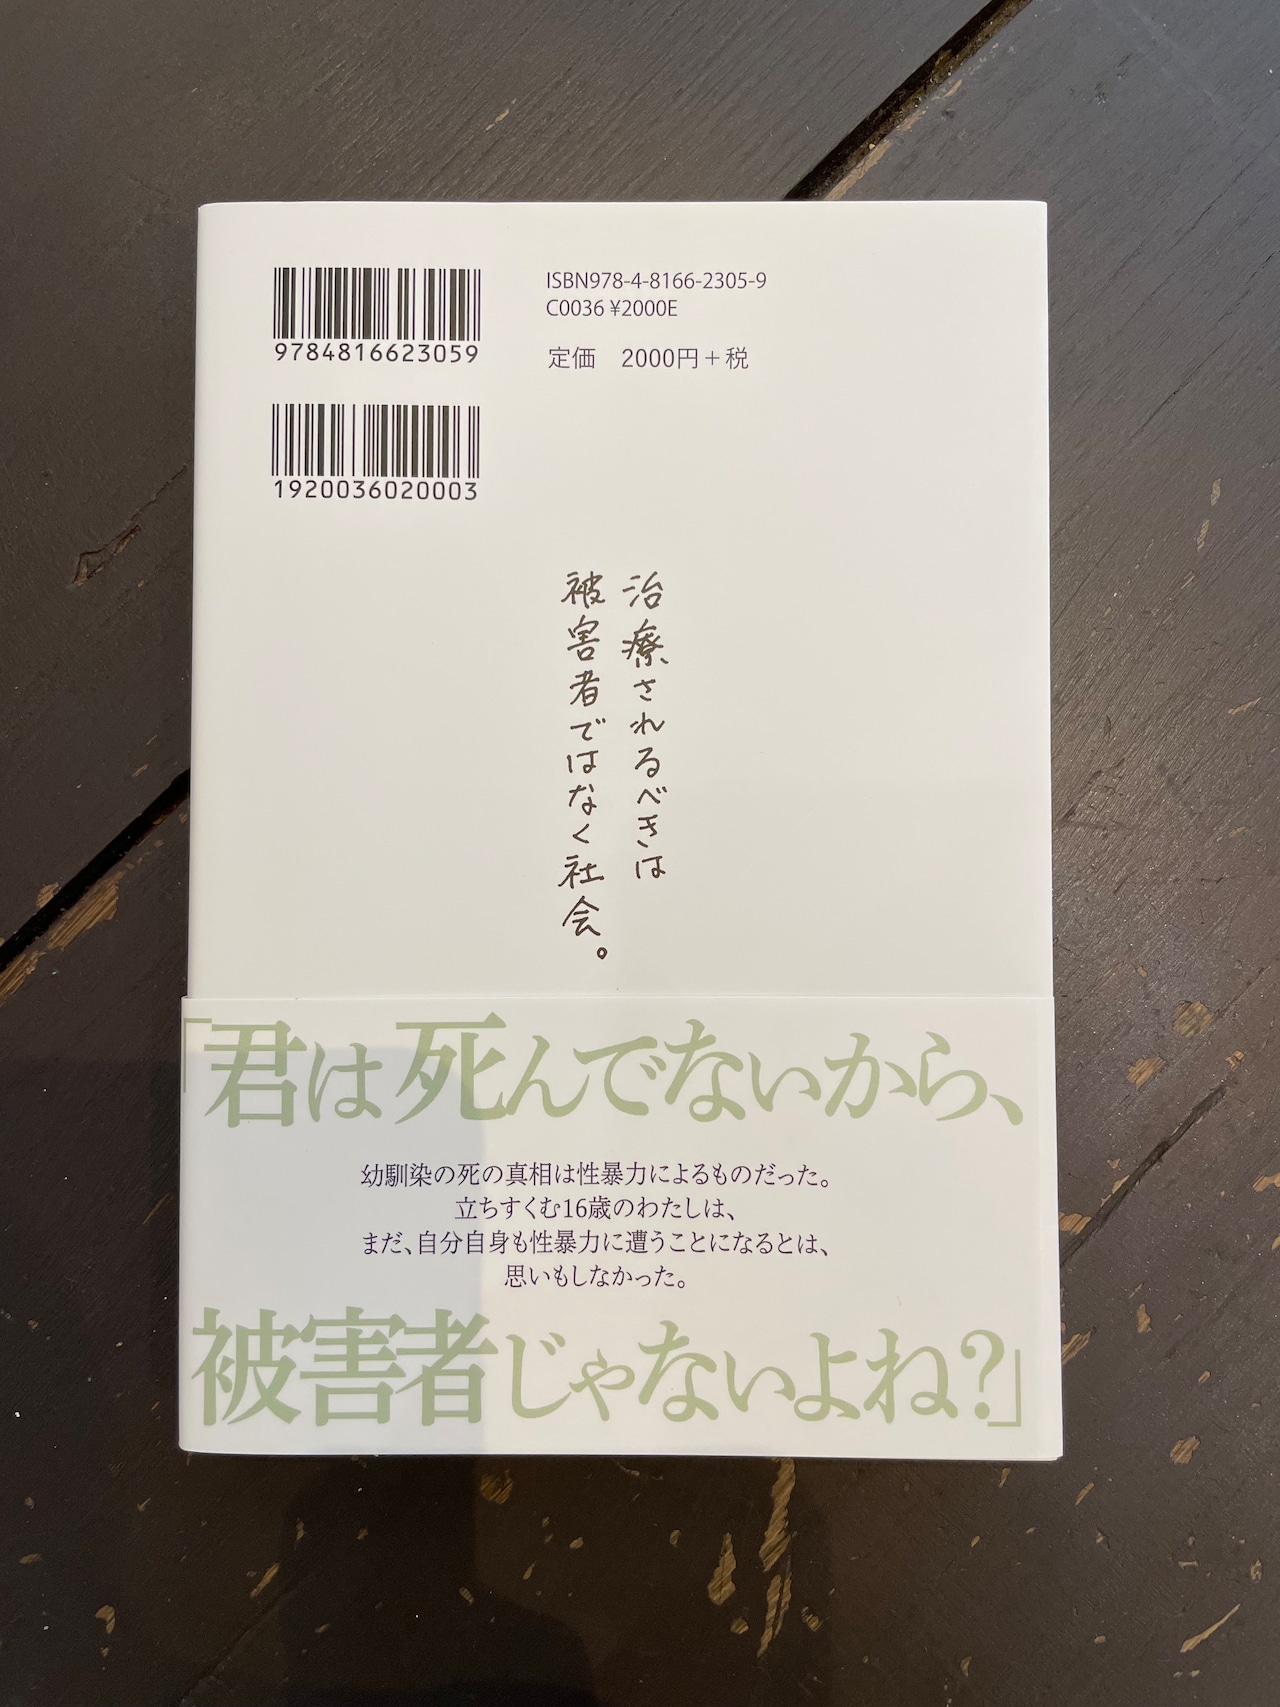 9784816623059
1920036020003
ISBN978-4-8166-2305-9
C0036 ¥2000E
定価　2000円＋税
治療されるべきは
被害者ではなく社会。
「君は死んでないから、
幼馴染の死の真相は性暴力によるものだった。
立ちすくむ16歳のわたしは、
まだ、自分自身も性暴力に遭うことになるとは、
思いもしなかった。
被害者じゃないよね？」